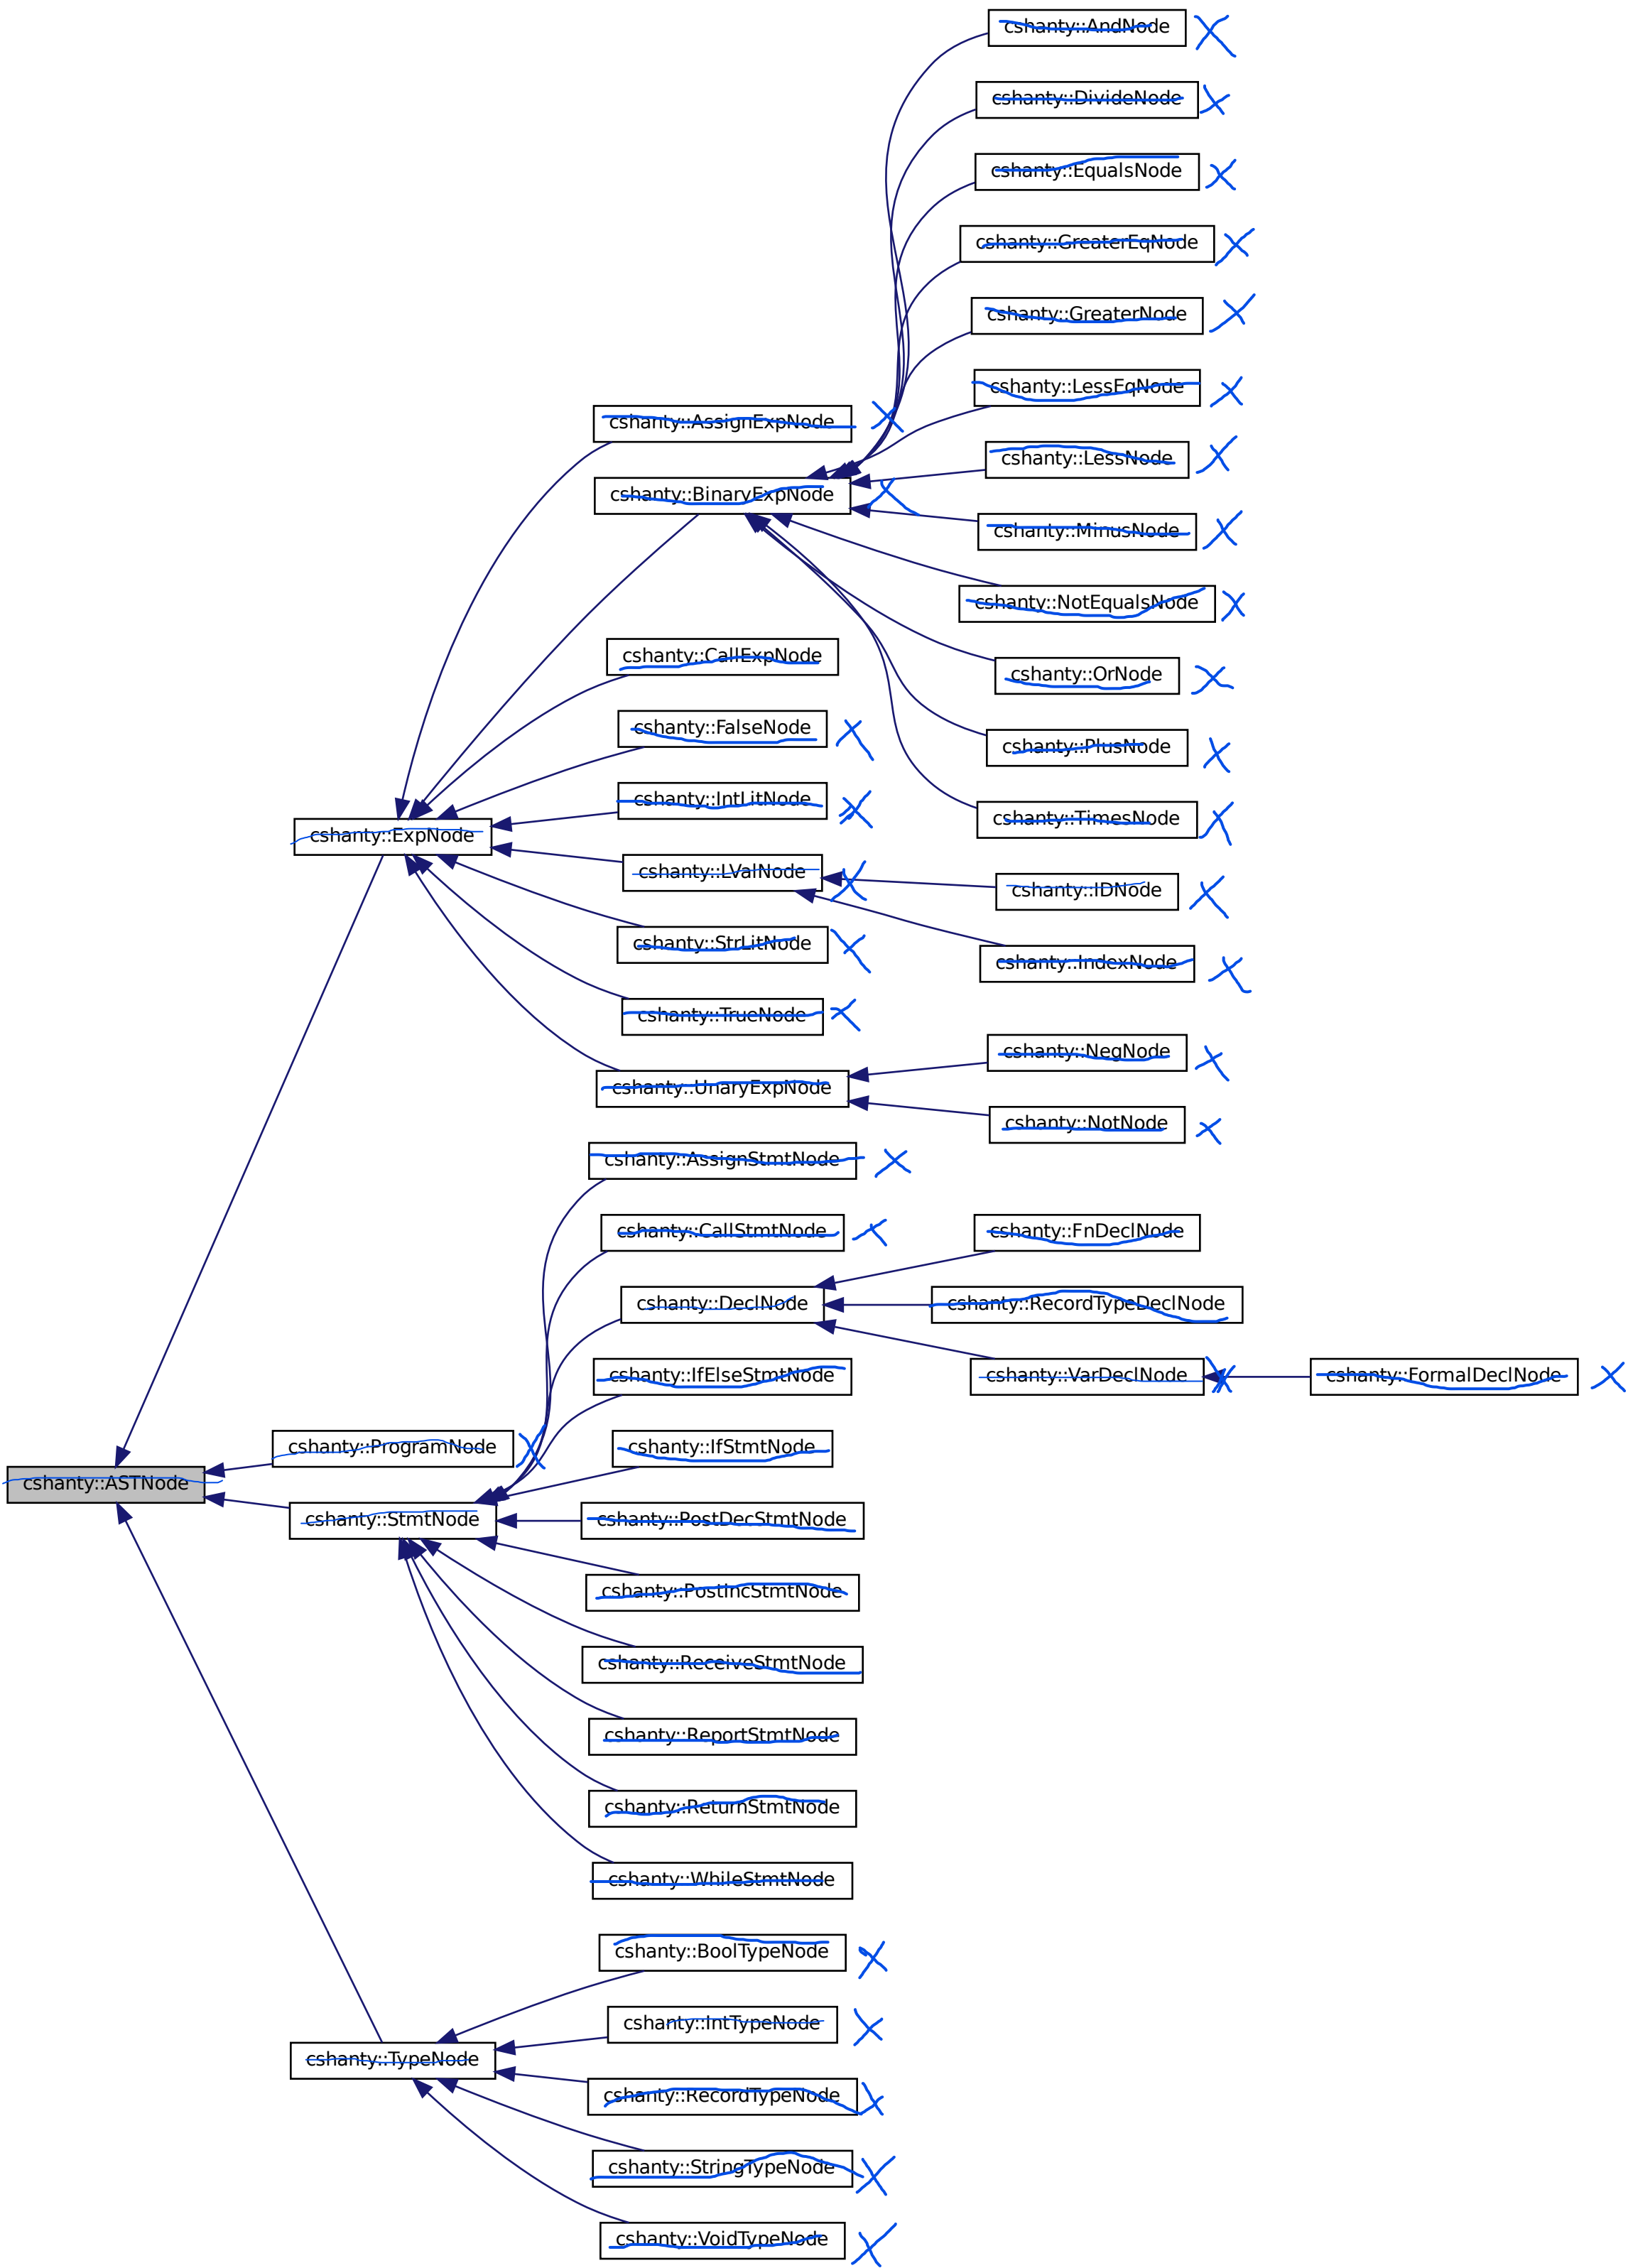 cshanty::AndNode
cshanty::DivideNode
cshanty::EqualsNode
cshanty::GreaterEqNode
cshanty::GreaterNode
cshanty::LessEqNode
cshanty::AssignExpNode
cshanty::LessNode
cshanty::BinaryExpNode
cshanty::MinusNode
cshanty::NotEqualsNode
cshanty::CallExpNode
cshanty::OrNode
cshanty::FalseNode
cshanty::PlusNode
cshanty::IntLitNode
cshanty::TimesNode
cshanty::ExpNode
cshanty::LValNode
cshanty::IDNode
cshanty::StrLitNode
cshanty::IndexNode
cshanty::TrueNode
cshanty::NegNode
cshanty::UnaryExpNode
cshanty::NotNode
cshanty::AssignStmtNode
cshanty::CallStmtNode
cshanty::FnDeclNode
cshanty::DeclNode
cshanty::RecordTypeDeclNode
cshanty::IfElseStmtNode
cshanty::VarDeclNode
cshanty::FormalDeclNode
cshanty::ProgramNode
cshanty::IfStmtNode
cshanty::ASTNode
cshanty::StmtNode
cshanty::PostDecStmtNode
cshanty::PostIncStmtNode
cshanty::ReceiveStmtNode
cshanty::ReportStmtNode
cshanty::ReturnStmtNode
cshanty::WhileStmtNode
cshanty::BoolTypeNode
cshanty::IntTypeNode
cshanty::TypeNode
cshanty::RecordTypeNode
cshanty::StringTypeNode
cshanty::VoidTypeNode